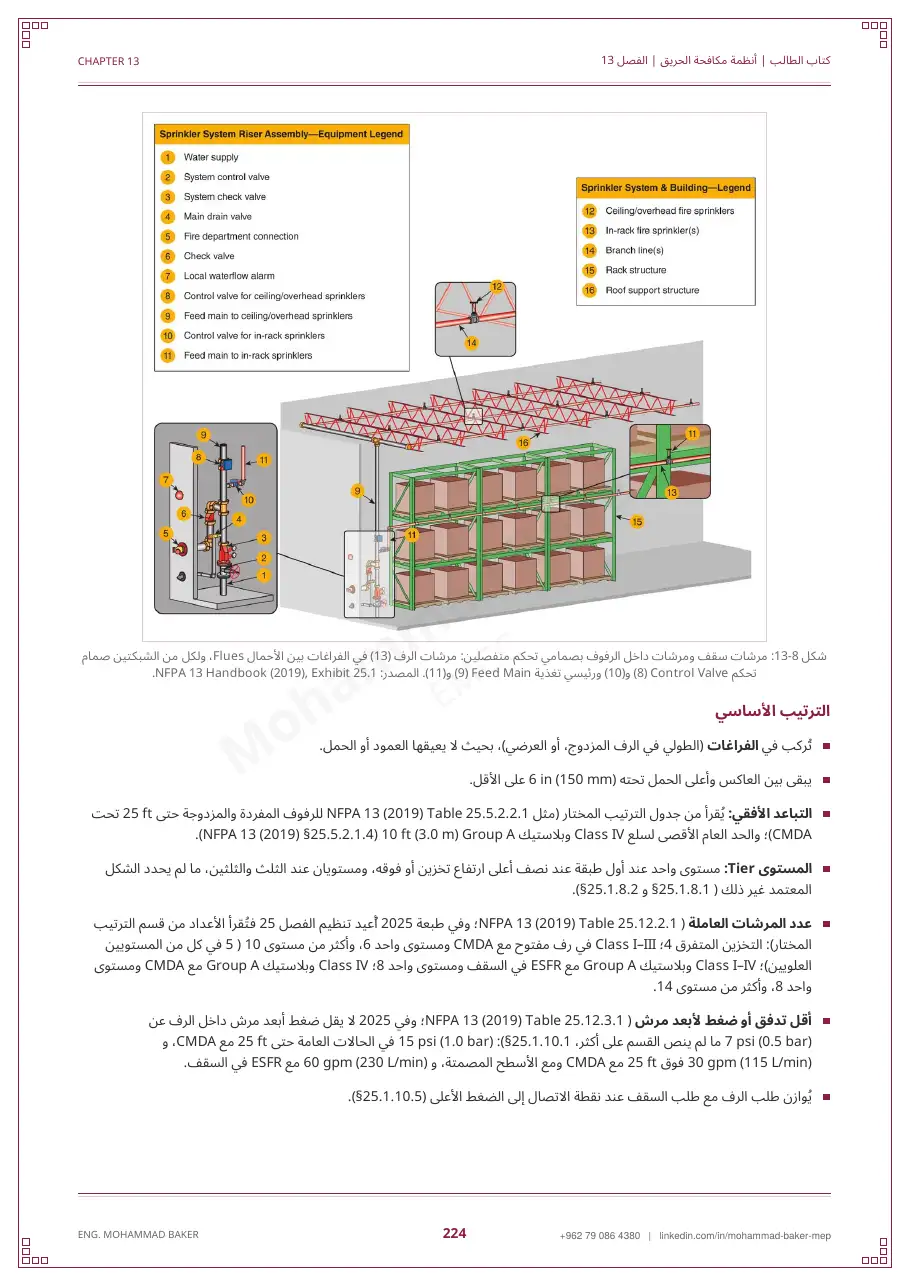 CHAPTER 13
كتاب الطالب | أنظمة مكافحة الحريق | الفصل 13
Sprinkler System Riser Assembly—Equipment Legend
1 Water supply
2 System control valve
3 System check valve
4 Main drain valve
5 Fire department connection
6 Check valve
7 Local waterflow alarm
8 Control valve for ceiling/overhead sprinklers
9 Feed main to ceiling/overhead sprinklers
10 Control valve for in-rack sprinklers
11 Feed main to in-rack sprinklers
Sprinkler System & Building—Legend
12 Ceiling/overhead fire sprinklers
13 In-rack fire sprinkler(s)
14 Branch line(s)
15 Rack structure
16 Roof support structure
12
14
16
11
13
15
9
11
9
8
11
10
7
6
4
5
3
2
1
شكل 8-13: مرشات سقف ومرشات داخل الرفوف بصمامي تحكم منفصلين: مرشات الرف (13) في الفراغات بين الأحمال Flues، ولكل من الشبكتين صمام
تحكم Control Valve (8) و(10) ورئيسي تغذية Feed Main (9) و(11). المصدر: NFPA 13 Handbook (2019), Exhibit 25.1.
الترتيب الأساسي
تُركب في الفراغات (الطولي في الرف المزدوج، أو العرضي)، بحيث لا يعيقها العمود أو الحمل.
يبقى بين العاكس وأعلى الحمل تحته 6 in (150 mm) على الأقل.
التباعد الأفقي: يُقرأ من جدول الترتيب المختار (مثل NFPA 13 (2019) Table 25.5.2.2.1 للرفوف المفردة والمزدوجة حتى 25 ft تحت
CMDA)؛ والحد العام الأقصى لسلع Class IV وبلاستيك Group A ‏10 ft (3.0 m) (NFPA 13 (2019) §25.5.2.1.4).
المستوى Tier: مستوى واحد عند أول طبقة عند نصف أعلى ارتفاع تخزين أو فوقه، ومستويان عند الثلث والثلثين، ما لم يحدد الشكل
المعتمد غير ذلك ( §25.1.8.1 و §25.1.8.2).
عدد المرشات العاملة ( NFPA 13 (2019) Table 25.12.2.1؛ وفي طبعة 2025 أُعيد تنظيم الفصل 25 فتُقرأ الأعداد من قسم الترتيب
المختار): التخزين المتفرق 4؛ Class I–III في رف مفتوح مع CMDA ومستوى واحد 6، وأكثر من مستوى 10 ( 5 في كل من المستويين
العلويين)؛ Class I–IV وبلاستيك Group A مع ESFR في السقف ومستوى واحد 8؛ Class IV وبلاستيك Group A مع CMDA ومستوى
واحد 8، وأكثر من مستوى 14.
أقل تدفق أو ضغط لأبعد مرش ( NFPA 13 (2019) Table 25.12.3.1؛ وفي 2025 لا يقل ضغط أبعد مرش داخل الرف عن
7 psi (0.5 bar) ما لم ينص القسم على أكثر، §25.1.10.1): 15 psi (1.0 bar) في الحالات العامة حتى 25 ft مع CMDA، و
30 gpm (115 L/min) فوق 25 ft مع CMDA ومع الأسطح المصمتة، و 60 gpm (230 L/min) مع ESFR في السقف.
يُوازن طلب الرف مع طلب السقف عند نقطة الاتصال إلى الضغط الأعلى (§25.1.10.5).
ENG. MOHAMMAD BAKER
224
+962 79 086 4380 | linkedin.com/in/mohammad-baker-mep